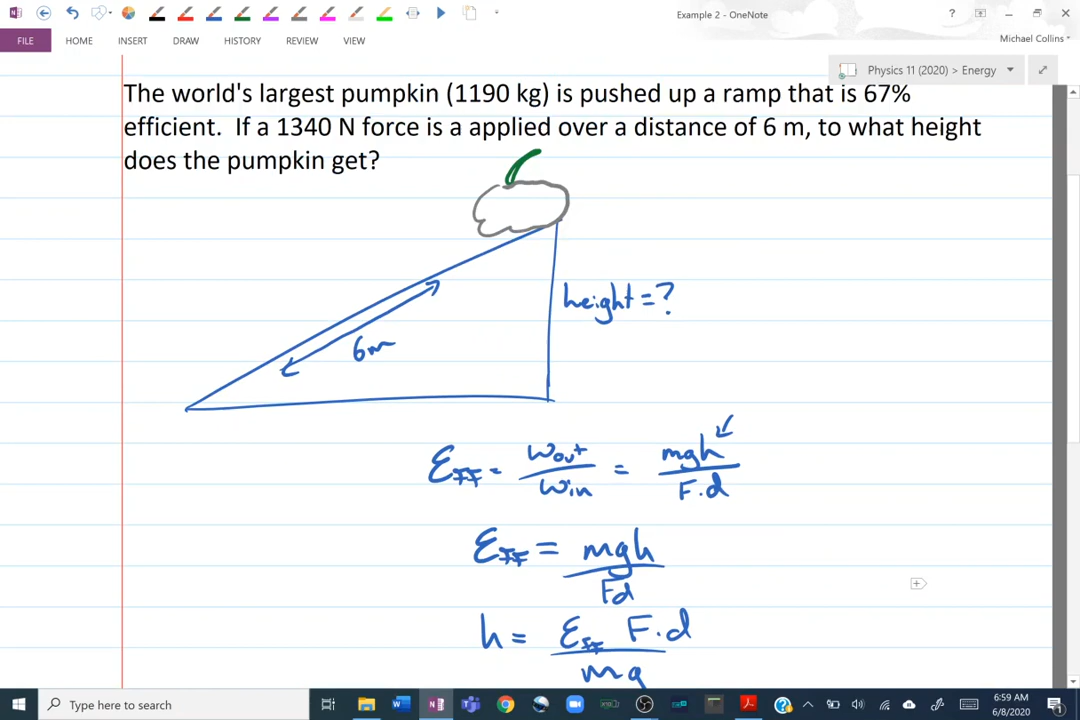 Example 2 - OneNote
FILE HOME INSERT DRAW HISTORY REVIEW VIEW
Michael Collins
Physics 11 (2020) > Energy
The world's largest pumpkin (1190 kg) is pushed up a ramp that is 67%
efficient. If a 1340 N force is a applied over a distance of 6 m, to what height
does the pumpkin get?
height = ?
6m
Eff = Wout / Win = mgh / F.d
Eff = mgh / Fd
h = Eff F.d / mg
Type here to search
6:59 AM
6/8/2020